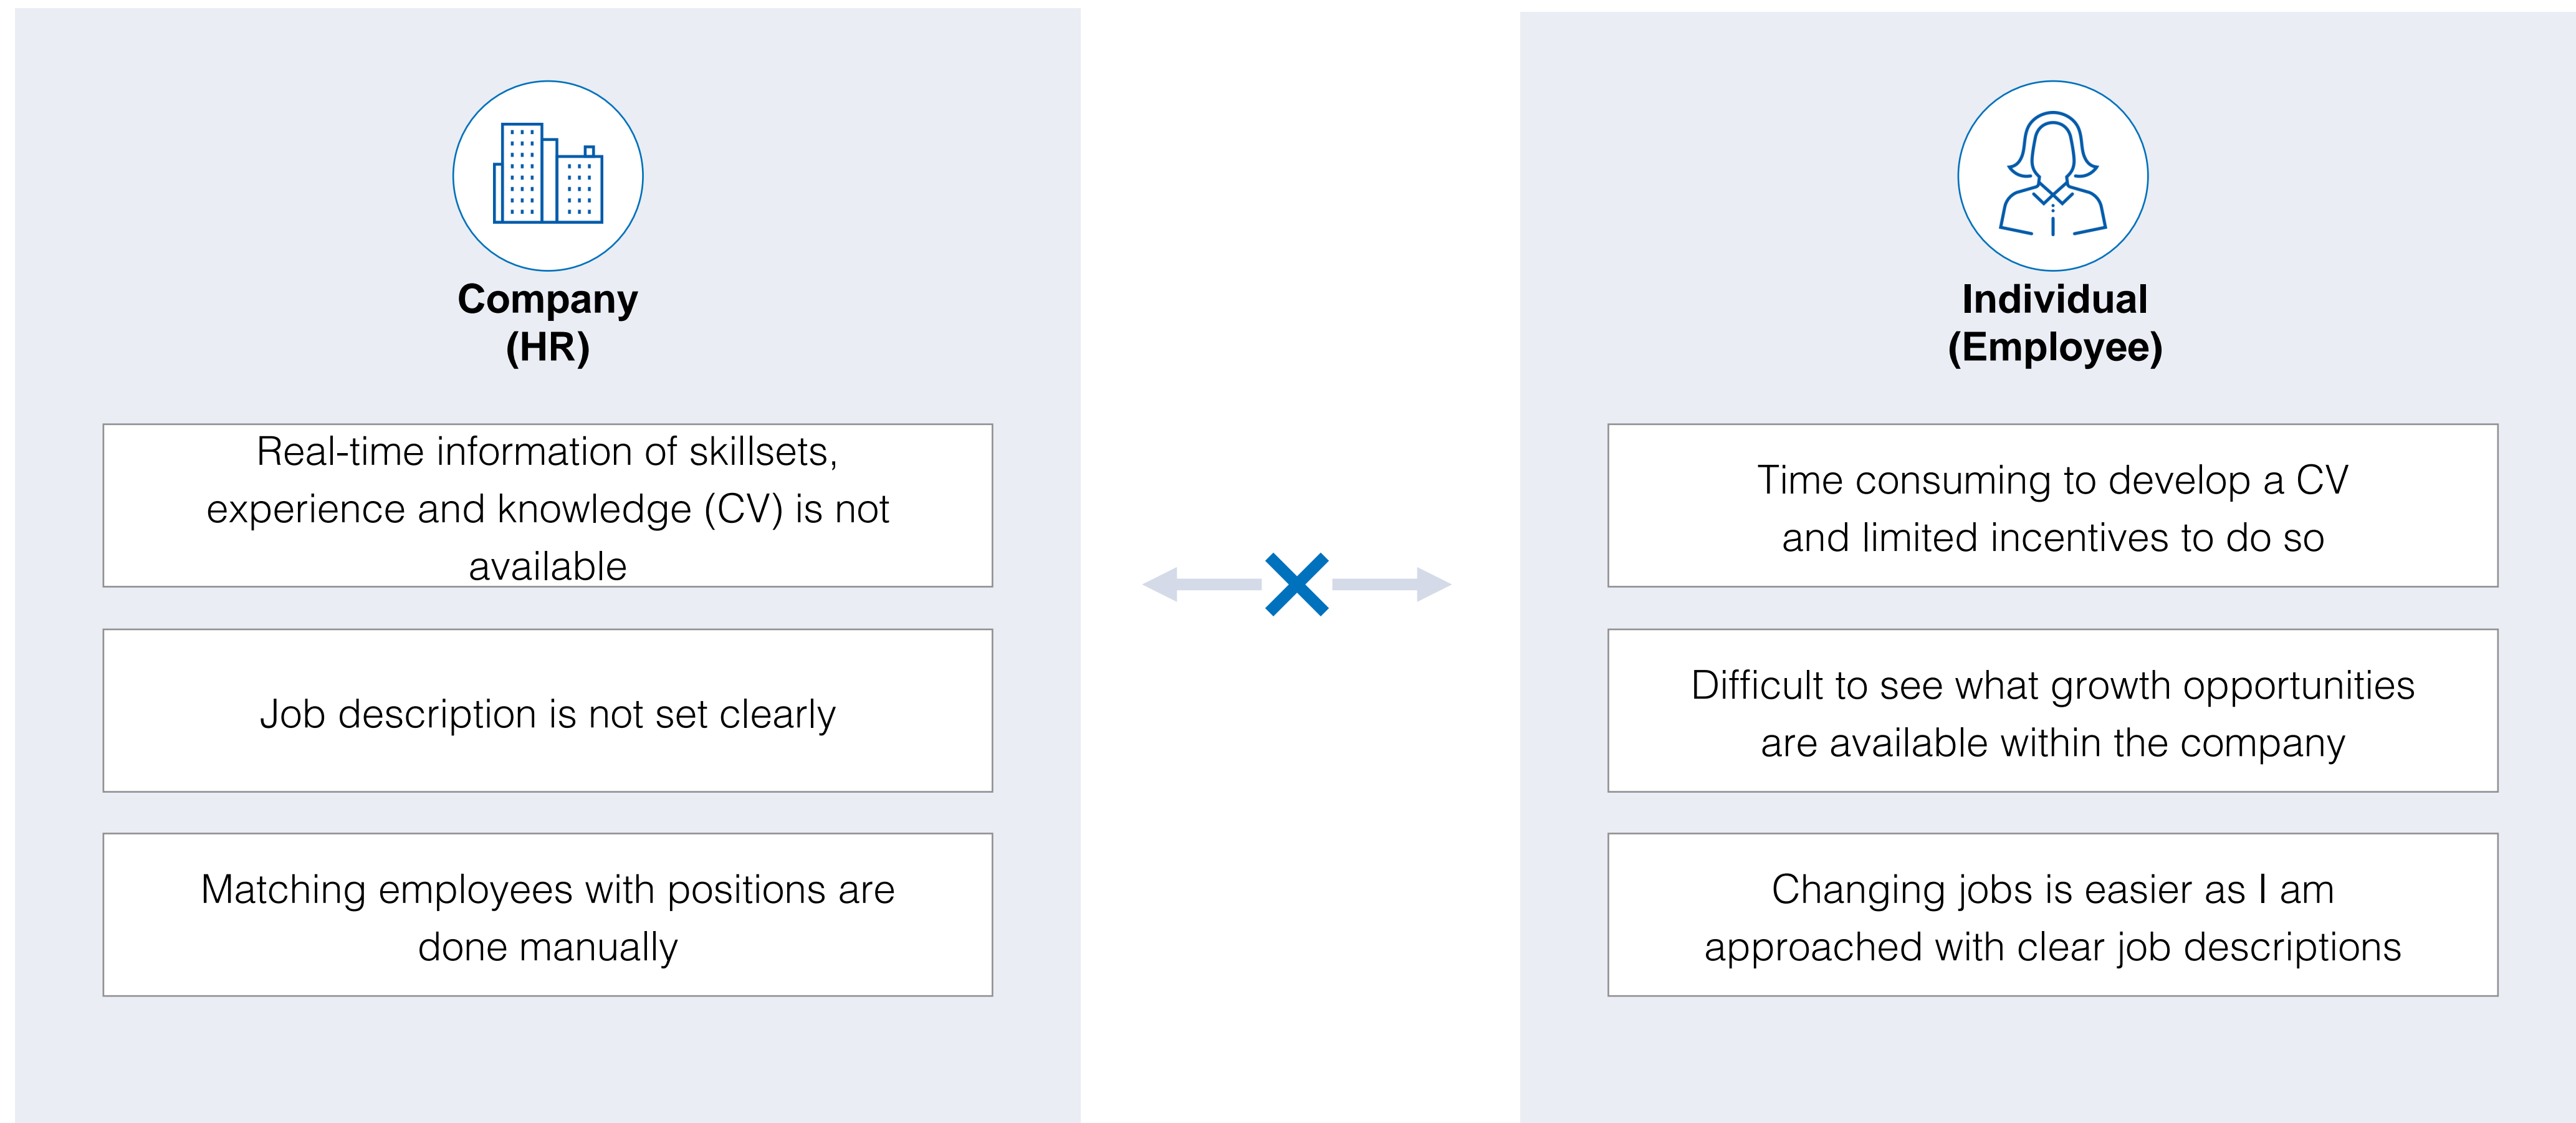 Company
(HR)
Real-time information of skillsets,
experience and knowledge (CV) is not
available
Job description is not set clearly
Matching employees with positions are
done manually
Individual
(Employee)
Time consuming to develop a CV
and limited incentives to do so
Difficult to see what growth opportunities
are available within the company
Changing jobs is easier as I am
approached with clear job descriptions